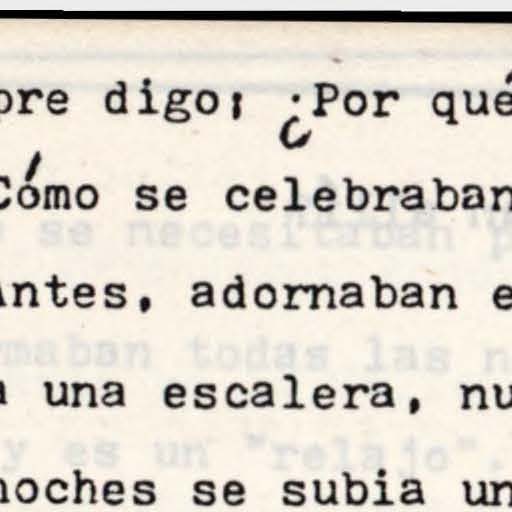 pre digo; ¿Por qué
Cómo se celebraban
Antes, adornaban e
a una escalera, nu
noches se subia un